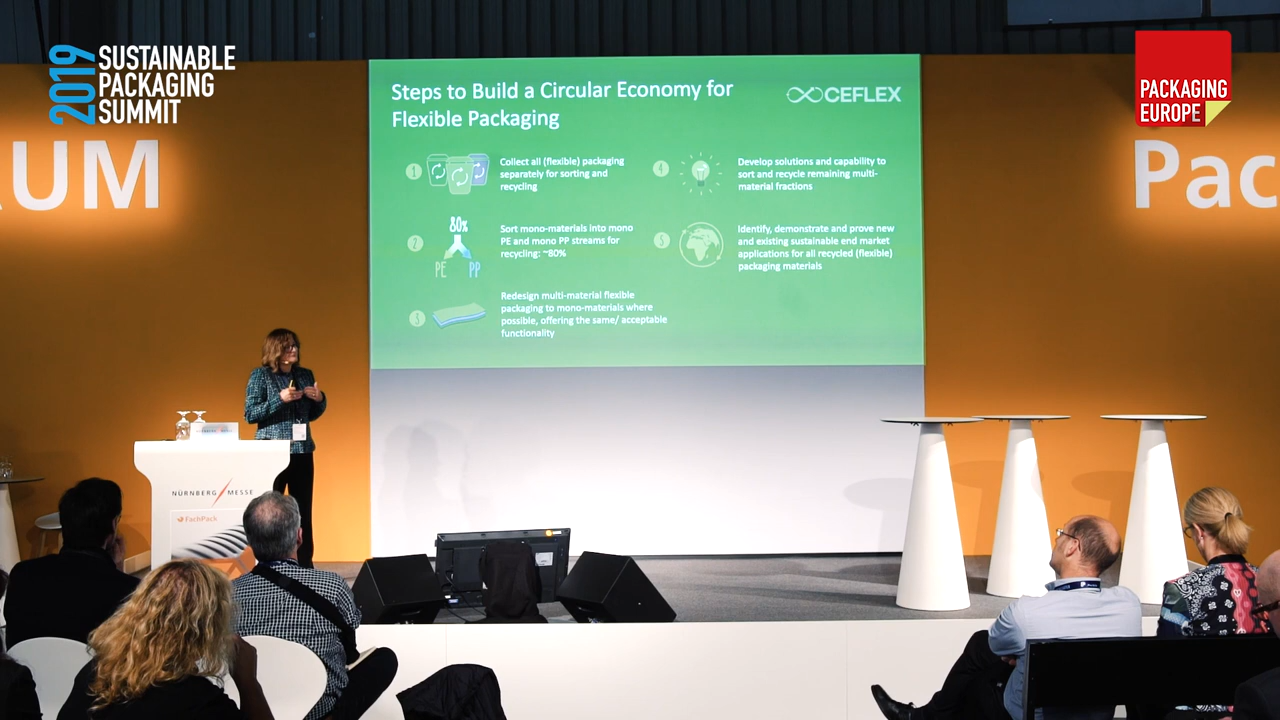 2019
SUSTAINABLE
PACKAGING
SUMMIT
PACKAGING
EUROPE
UM
Pac
Steps to Build a Circular Economy for
Flexible Packaging
CEFLEX
1
Collect all (flexible) packaging
separately for sorting and
recycling
2
80%
PE PP
Sort mono-materials into mono
PE and mono PP streams for
recycling: ~80%
3
Redesign multi-material flexible
packaging to mono-materials where
possible, offering the same/ acceptable
functionality
4
Develop solutions and capability to
sort and recycle remaining multi-
material fractions
5
Identify, demonstrate and prove new
and existing sustainable end market
applications for all recycled (flexible)
packaging materials
NÜRNBERG MESSE
FachPack